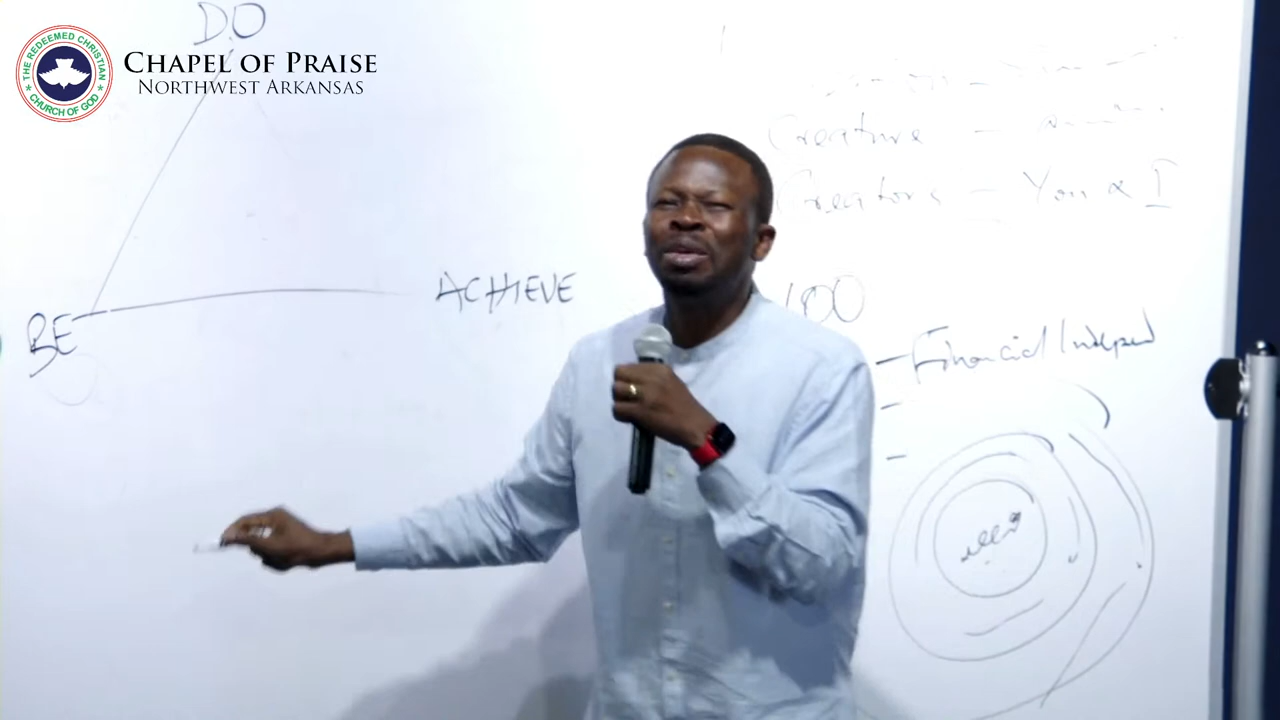 DO
THE REDEEMED CHRISTIAN
CHURCH OF GOD
CHAPEL OF PRAISE
NORTHWEST ARKANSAS
Creature -
Creators - You & I
BE
ACHIEVE
100
- Financial Indepen
-
-